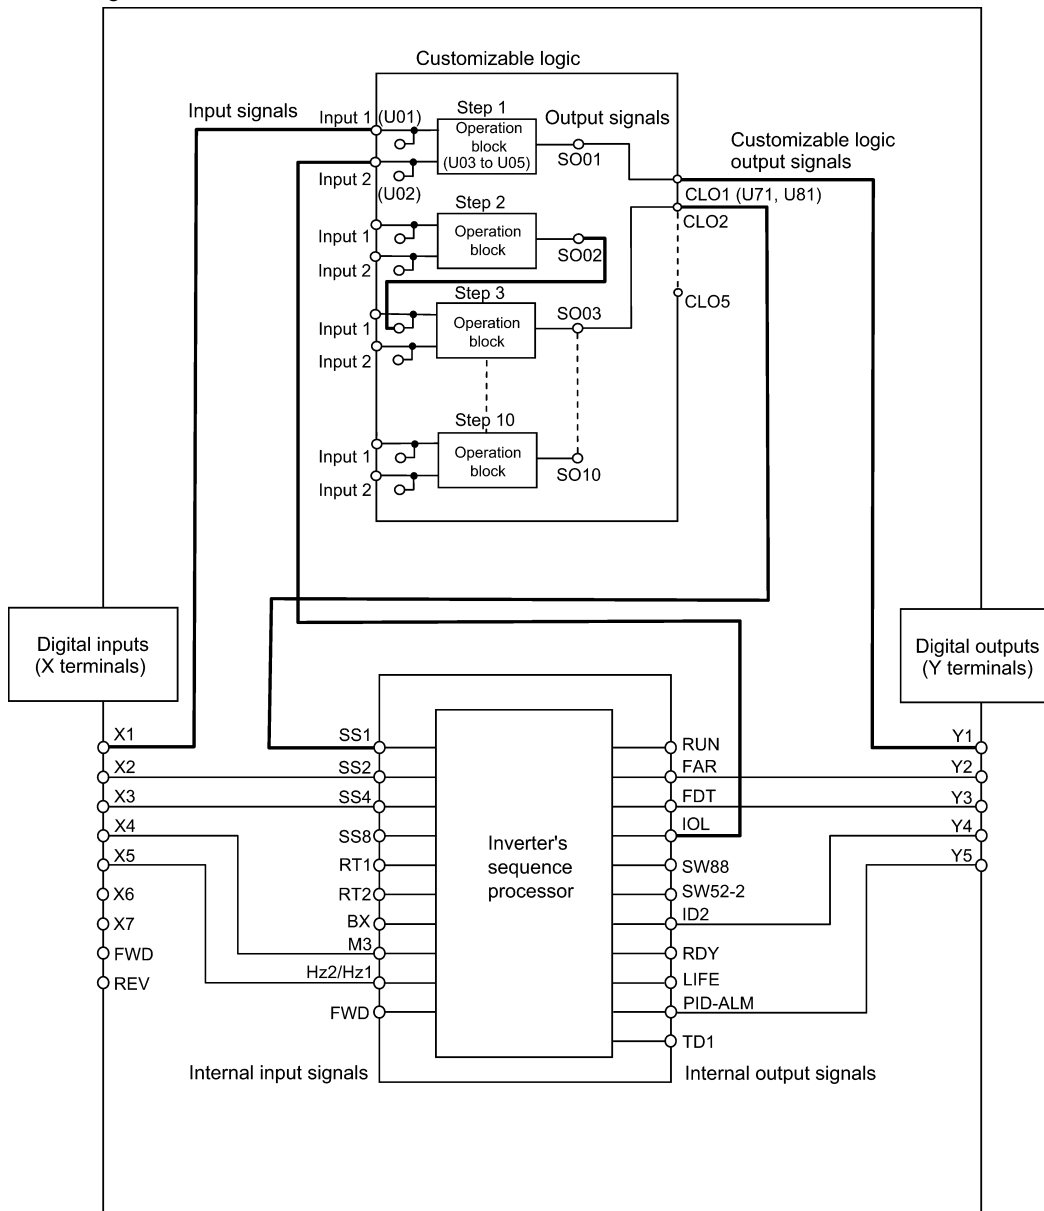 Customizable logic
Input signals
Input 1 (U01)
Step 1
Operation
block
(U03 to U05)
Output signals
SO01
Input 2
(U02)
Customizable logic
output signals
CLO1 (U71, U81)
CLO2
CLO5
Step 2
Input 1
Operation
block
SO02
Input 2
Step 3
Input 1
Operation
block
SO03
Input 2
Step 10
Input 1
Operation
block
SO10
Input 2
Digital inputs
(X terminals)
Digital outputs
(Y terminals)
X1
X2
X3
X4
X5
X6
X7
FWD
REV
SS1
SS2
SS4
SS8
RT1
RT2
BX
M3
Hz2/Hz1
FWD
Inverter's
sequence
processor
RUN
FAR
FDT
IOL
SW88
SW52-2
ID2
RDY
LIFE
PID-ALM
TD1
Y1
Y2
Y3
Y4
Y5
Internal input signals
Internal output signals